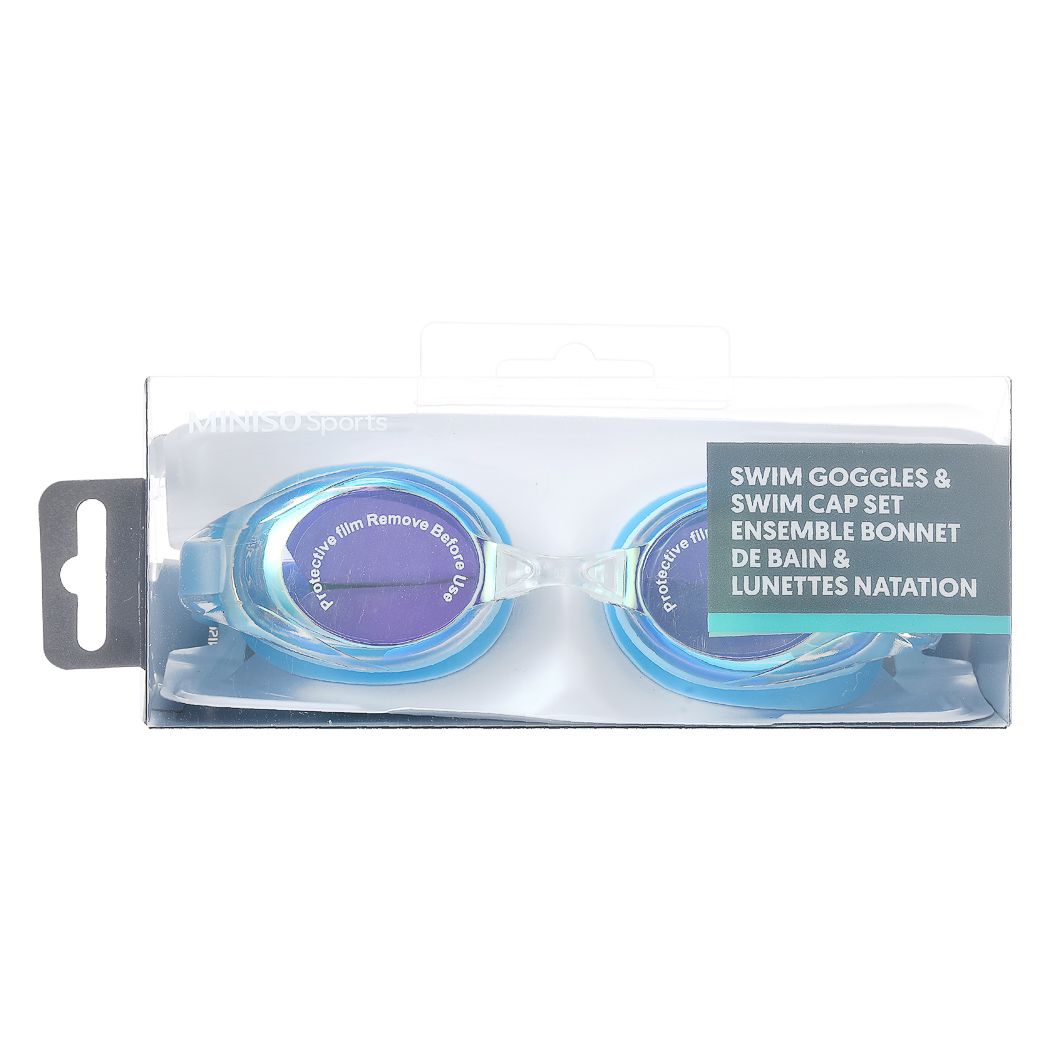 MINISO Sports
SWIM GOGGLES &
SWIM CAP SET
ENSEMBLE BONNET
DE BAIN &
LUNETTES NATATION
Protective film Remove Before Use
Protective film